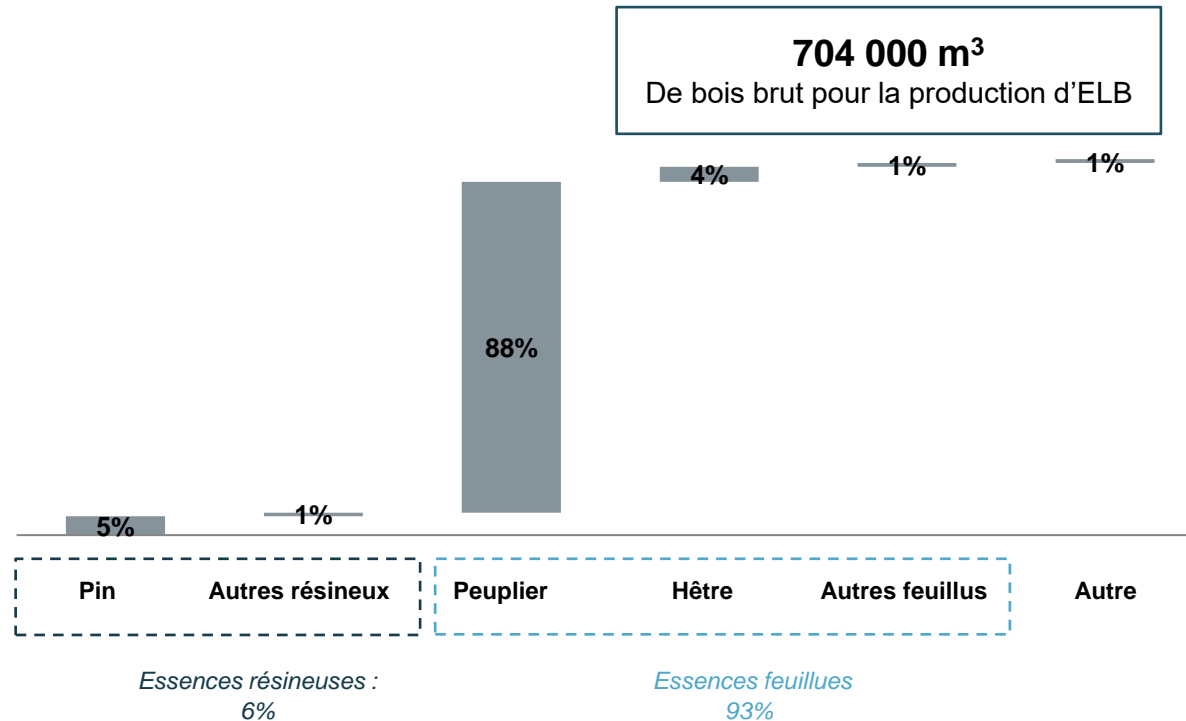 704 000 m³
De bois brut pour la production d’ELB
4%
1%
1%
88%
5%
1%
Pin
Autres résineux
Peuplier
Hêtre
Autres feuillus
Autre
Essences résineuses :
6%
Essences feuillues
93%